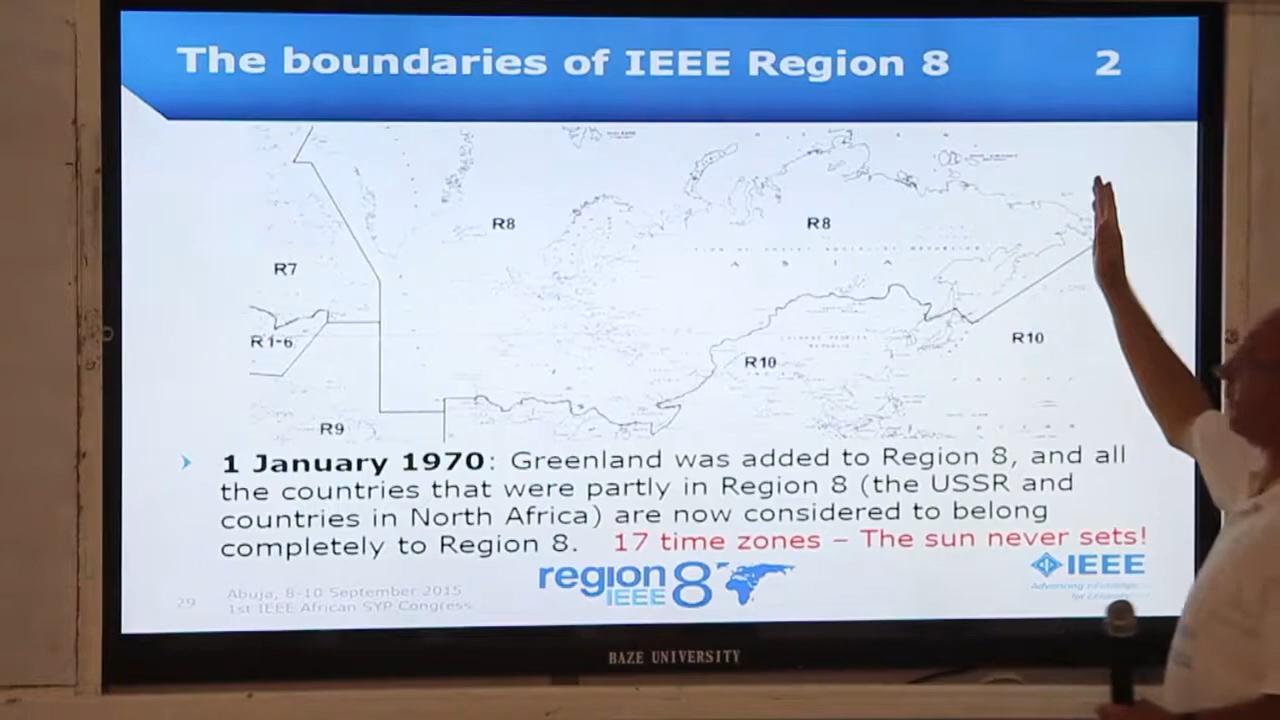 The boundaries of IEEE Region 8 2
R8
R8
R7
R1-6
R10
R10
R9
1 January 1970: Greenland was added to Region 8, and all
the countries that were partly in Region 8 (the USSR and
countries in North Africa) are now considered to belong
completely to Region 8. 17 time zones – The sun never sets!
region 8
IEEE
IEEE
29
Abuja, 8-10 September 2015
1st IEEE African SYP Congress
BAZE UNIVERSITY